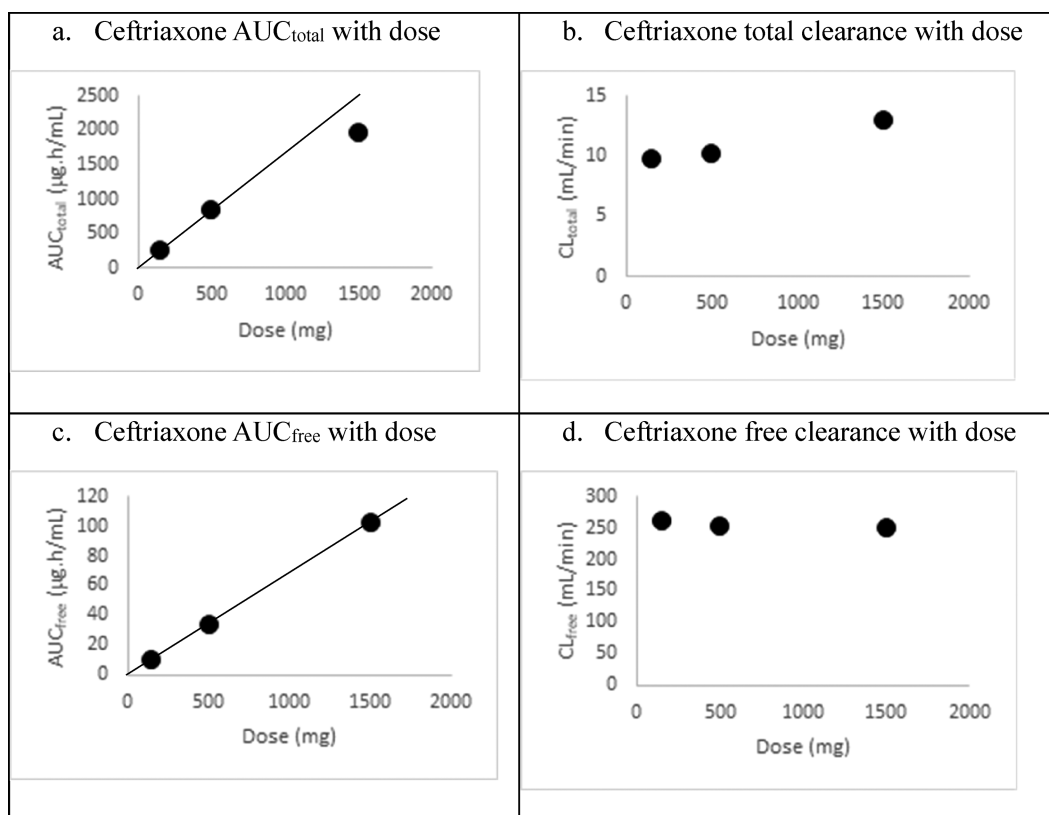 a. Ceftriaxone AUCtotal with dose
2500
2000
1500
1000
500
0
0 500 1000 1500 2000
AUCtotal (µg.h/mL)
Dose (mg)
b. Ceftriaxone total clearance with dose
15
10
5
0
0 500 1000 1500 2000
CLtotal (mL/min)
Dose (mg)
c. Ceftriaxone AUCfree with dose
120
100
80
60
40
20
0
0 500 1000 1500 2000
AUCfree (µg.h/mL)
Dose (mg)
d. Ceftriaxone free clearance with dose
300
250
200
150
100
50
0
0 500 1000 1500 2000
CLfree (mL/min)
Dose (mg)